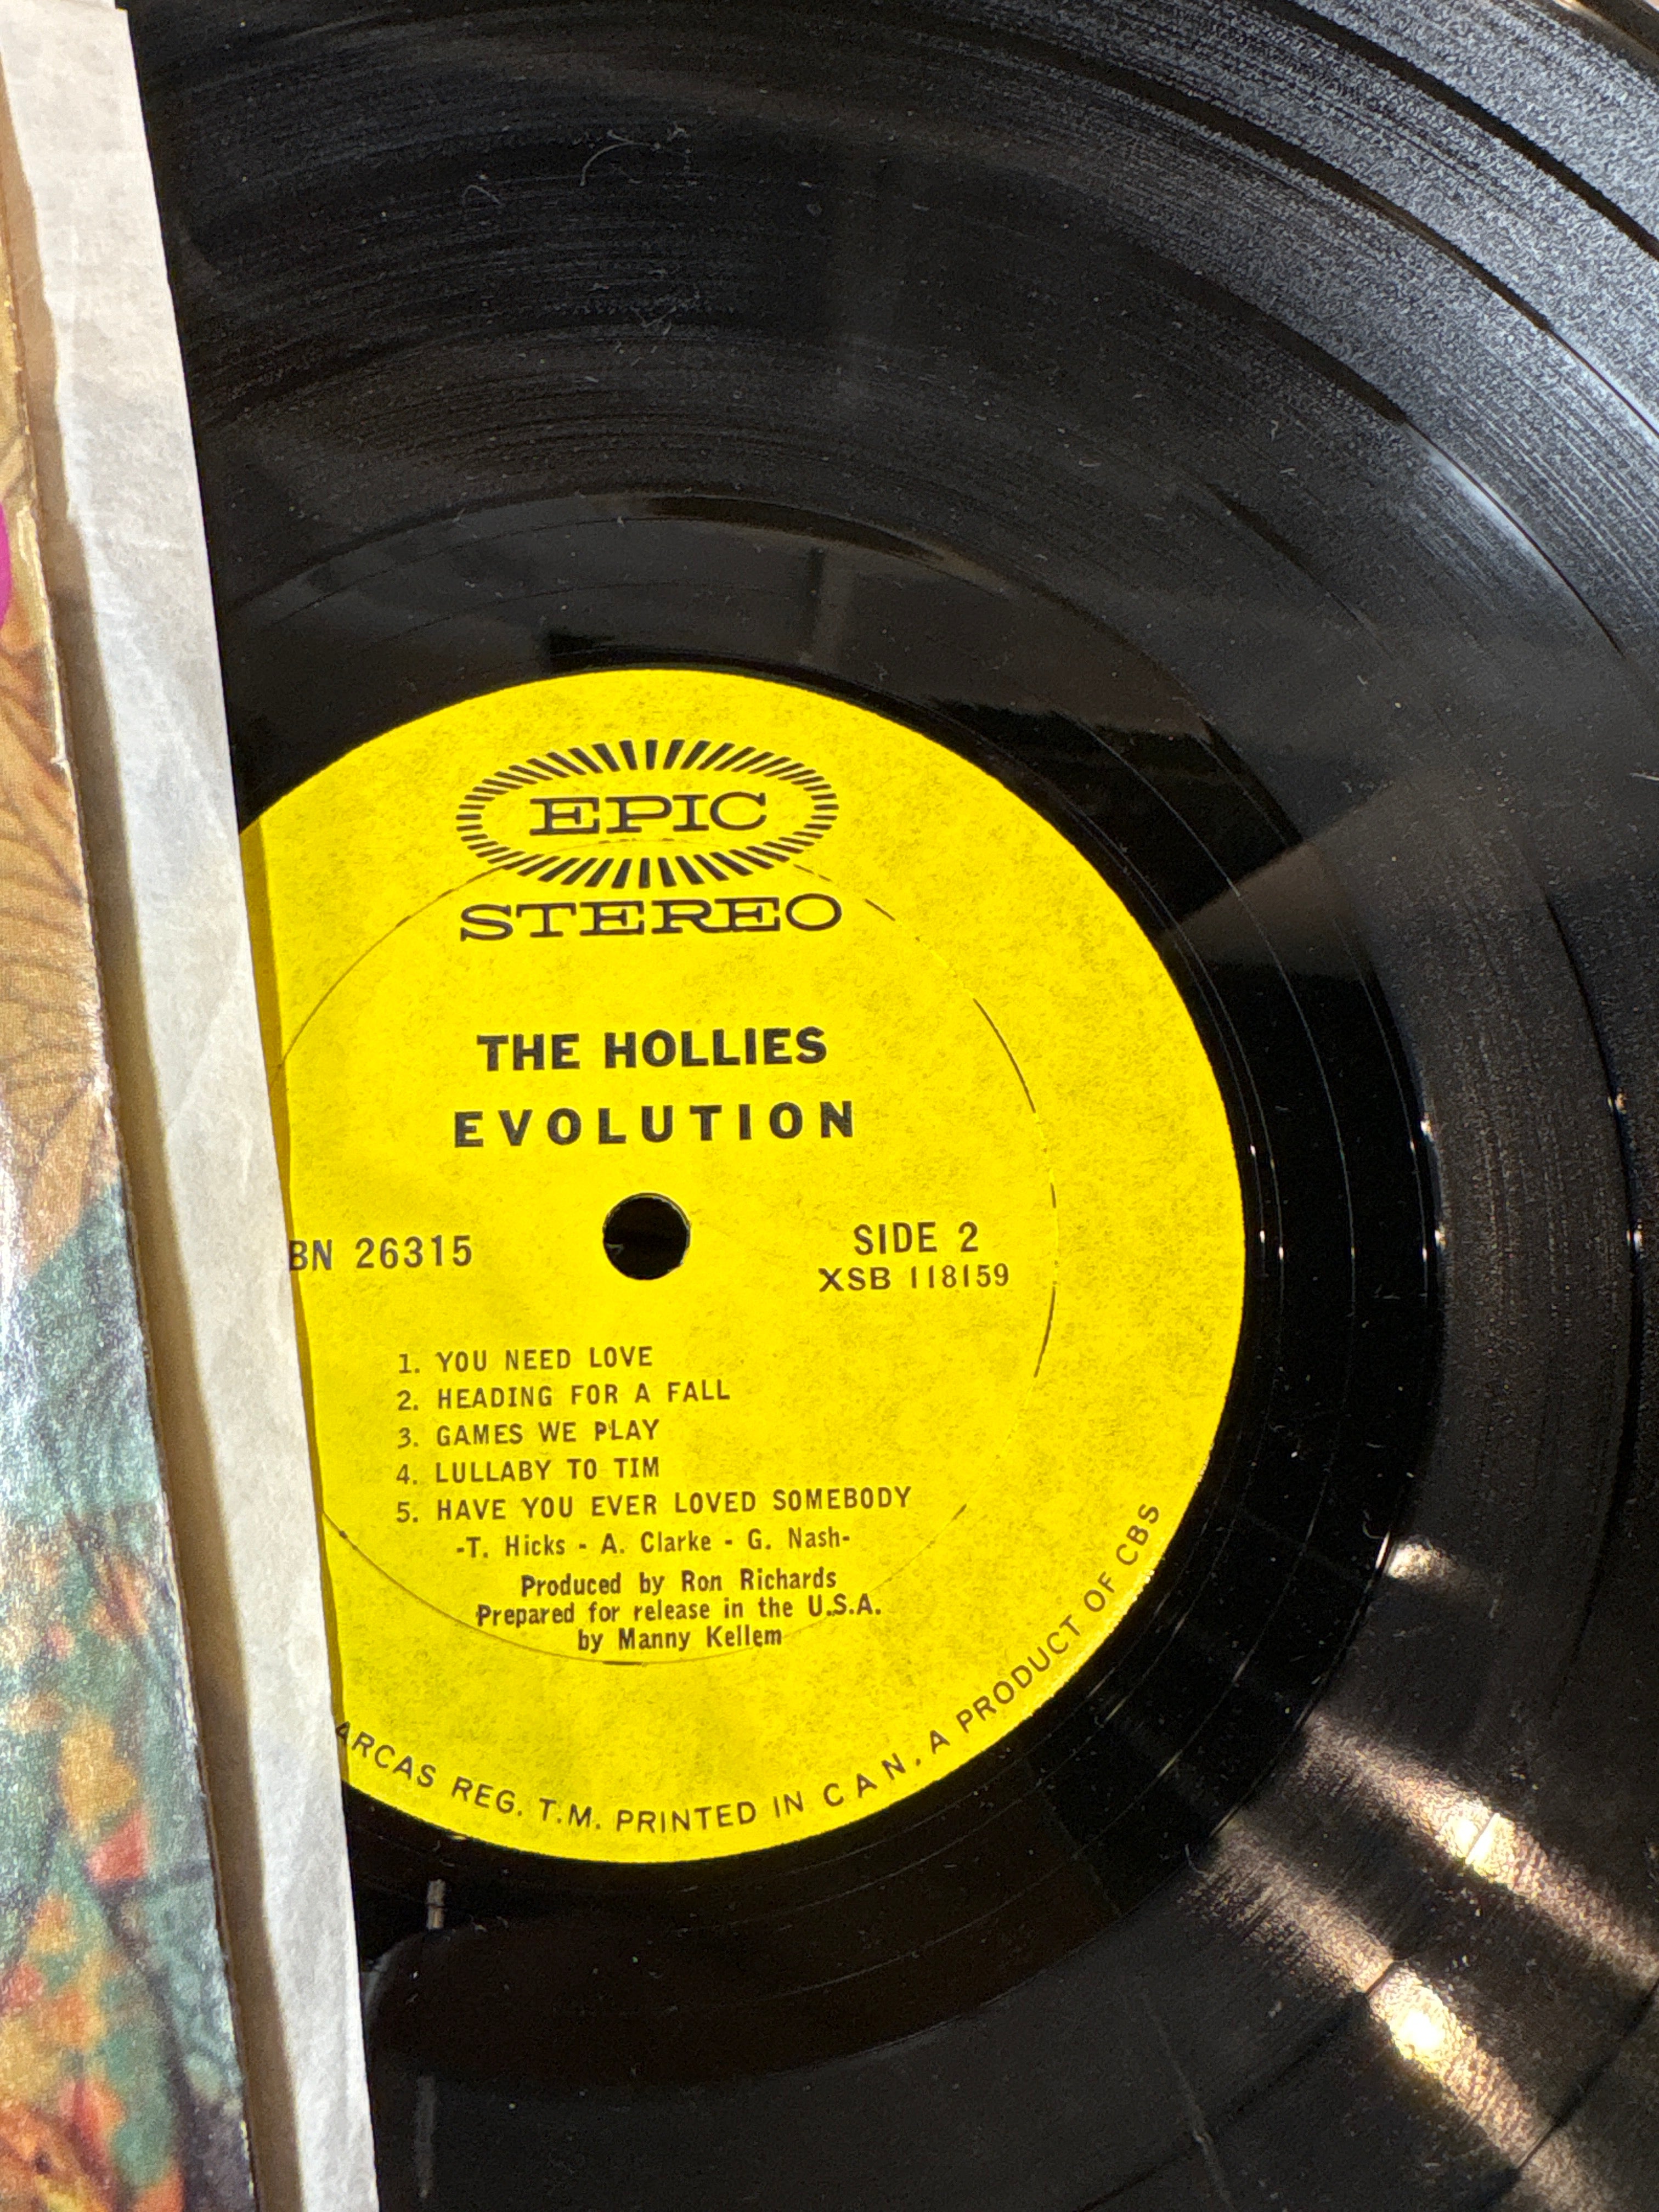 EPIC
STEREO
THE HOLLIES
EVOLUTION
BN 26315
SIDE 2
XSB 118159
1. YOU NEED LOVE
2. HEADING FOR A FALL
3. GAMES WE PLAY
4. LULLABY TO TIM
5. HAVE YOU EVER LOVED SOMEBODY
-T. Hicks - A. Clarke - G. Nash-
Produced by Ron Richards
Prepared for release in the U.S.A.
by Manny Kellem
ARCAS REG. T.M. PRINTED IN CAN. A PRODUCT OF CBS